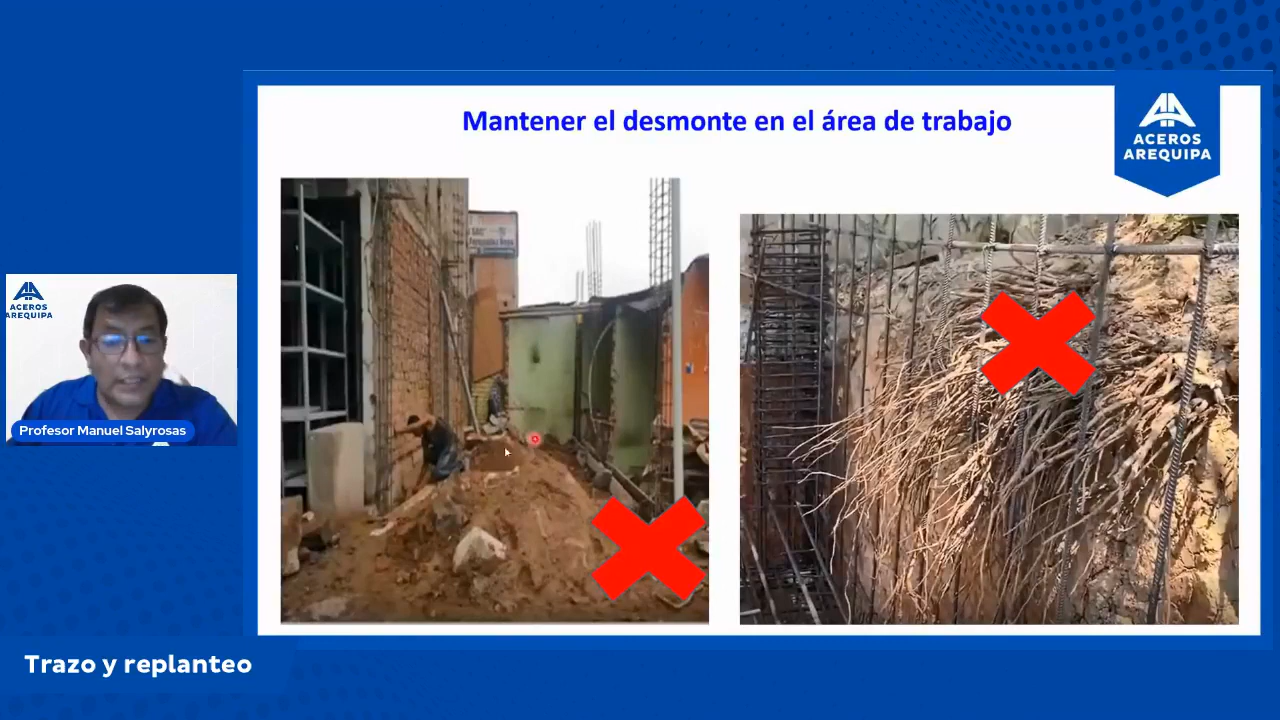 Mantener el desmonte en el área de trabajo
ACEROS
AREQUIPA
ACEROS
AREQUIPA
Profesor Manuel Salyrosas
Trazo y replanteo